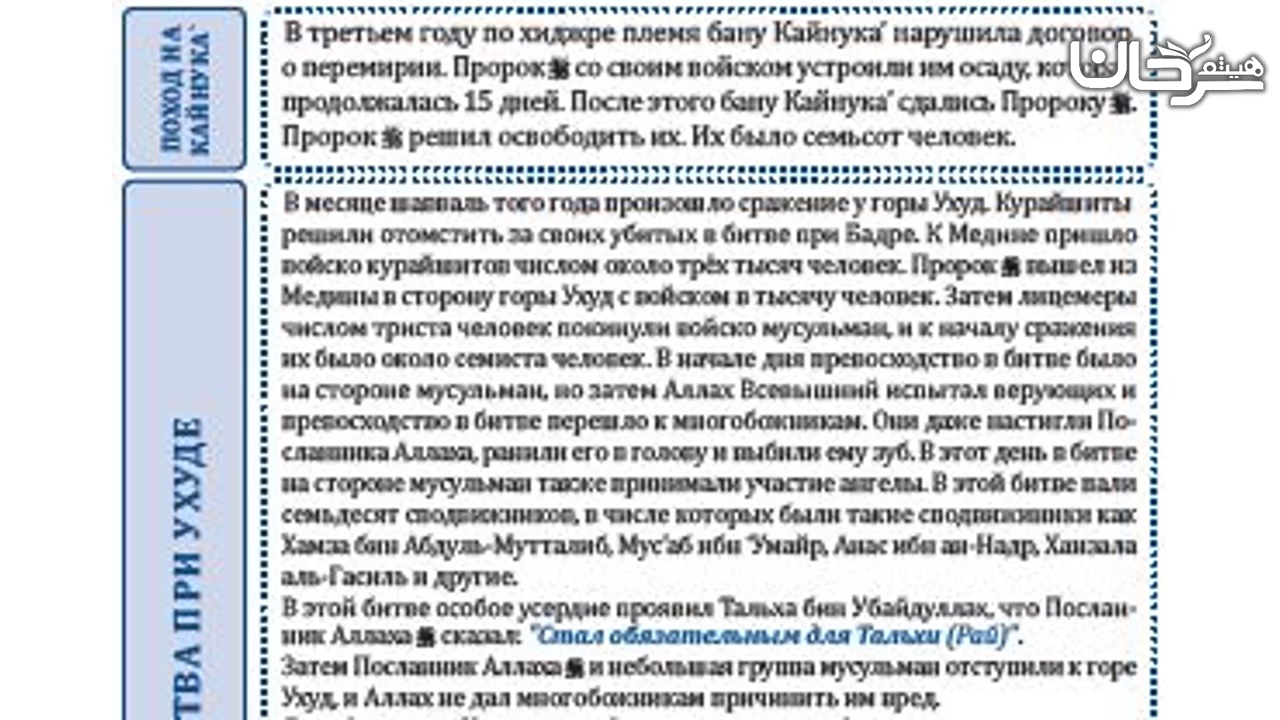 ПОХОД НА
КАЙНУКА`
В третьем году по хиджре племя бану Кайнука’ нарушила договор
о перемирии. Пророк ﷺ со своим войском устроили им осаду,
продолжалась 15 дней. После этого бану Кайнука’ сдались Пророку ﷺ.
Пророк ﷺ решил освободить их. Их было семьсот человек.
ТВА ПРИ УХУДЕ
В месяце шавваль того года произошло сражение у горы Ухуд. Курайшиты
решили отомстить за своих убитых в битве при Бадре. К Медине пришло
войско курайшитов числом около трёх тысяч человек. Пророк ﷺ вышел из
Медины в сторону горы Ухуд с войском в тысячу человек. Затем лицемеры
числом триста человек покинули войско мусульман, и к началу сражения
их было около семиста человек. В начале дня превосходство в битве было
на стороне мусульман, но затем Аллах Всевышний испытал верующих и
превосходство в битве перешло к многобожникам. Они даже настигли По-
сланника Аллаха, ранили его в голову и выбили ему зуб. В этот день в битве
на стороне мусульман также принимали участие ангелы. В этой битве пали
семьдесят сподвижников, в числе которых были такие сподвижники как
Хамза бин Абдуль-Мутталиб, Мус‘аб ибн ‘Умайр, Анас ибн ан-Надр, Ханзала
аль-Гасиль и другие.
В этой битве особое усердие проявил Тальха бин Убайдуллах, что Послан-
ник Аллаха ﷺ сказал: "Стал обязательным для Тальхи (Рай)".
Затем Посланник Аллаха ﷺ и небольшая группа мусульман отступили к горе
Ухуд, и Аллах не дал многобожникам причинить им вред.
هیتم سرخان